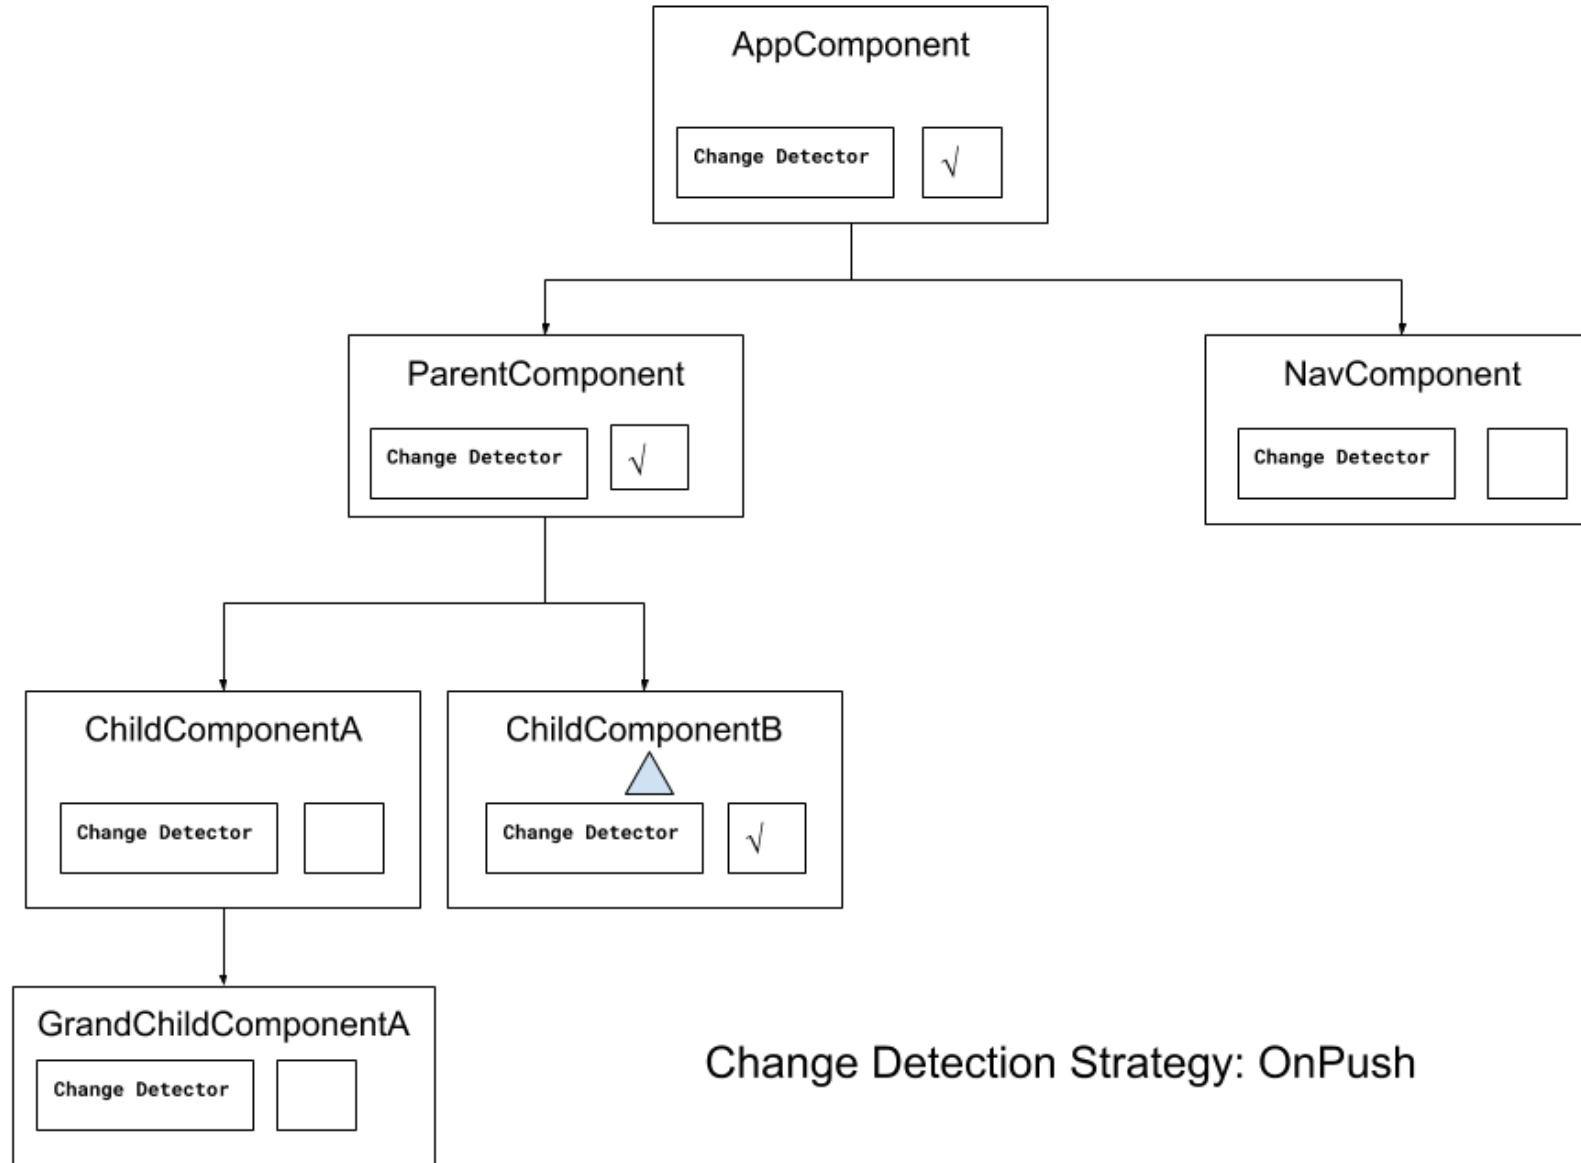 AppComponent
Change Detector √
ParentComponent
NavComponent
Change Detector √
Change Detector
ChildComponentA
ChildComponentB
Change Detector
Change Detector √
GrandChildComponentA
Change Detector
Change Detection Strategy: OnPush